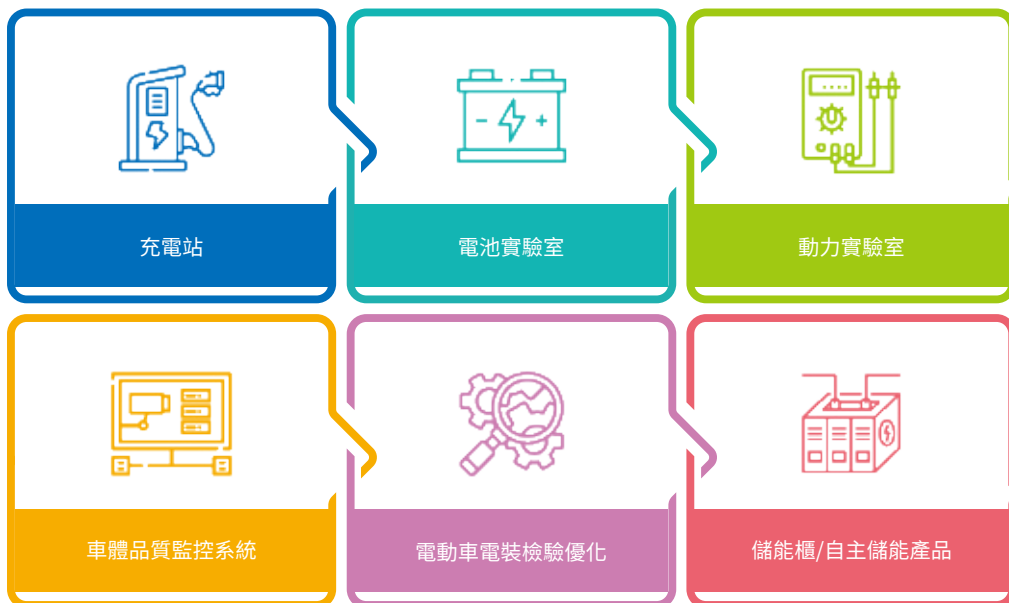 充電站
電池實驗室
動力實驗室
車體品質監控系統
電動車電裝檢驗優化
儲能櫃/自主儲能產品